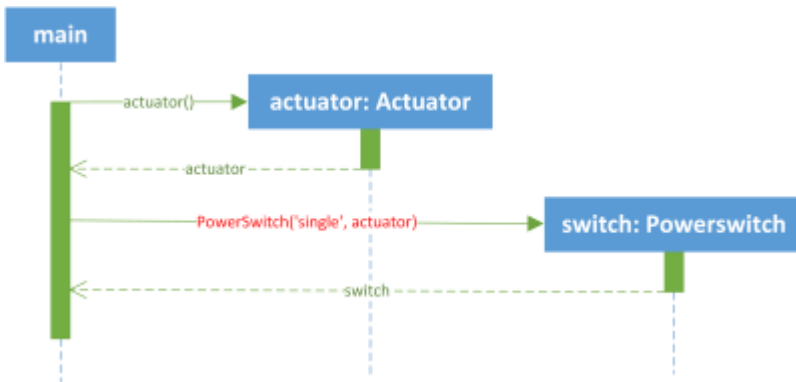 main
actuator()
actuator: Actuator
actuator
PowerSwitch('single', actuator)
switch: Powerswitch
switch